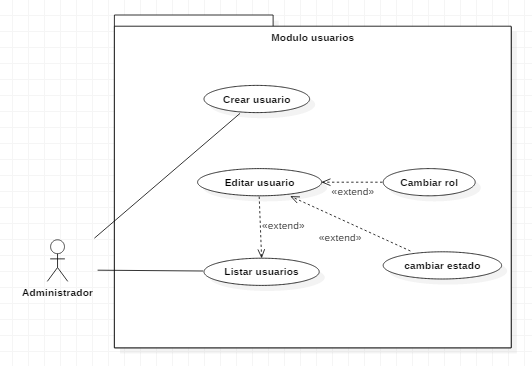 Modulo usuarios
Crear usuario
Editar usuario
Cambiar rol
«extend»
«extend»
«extend»
Listar usuarios
cambiar estado
Administrador